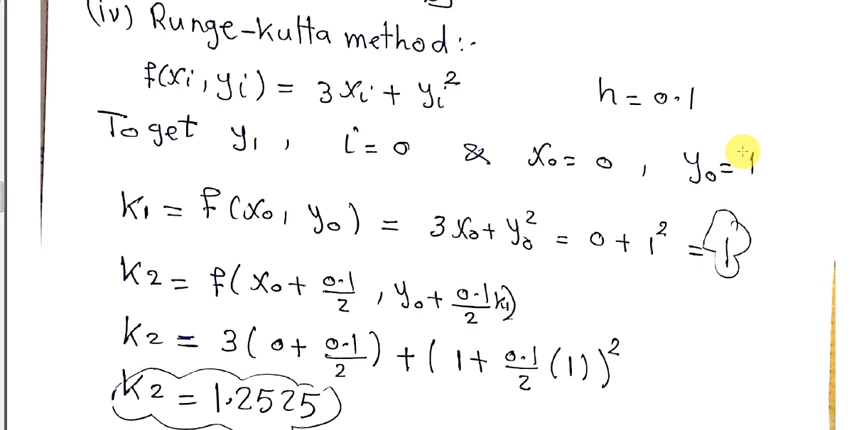 (iv) Runge-kutta method:-
f(xi, yi) = 3xi + yi² h = 0.1
To get y₁, i = 0 & x₀ = 0, y₀ = 1
K₁ = f(x₀, y₀) = 3x₀ + y₀² = 0 + 1² = 1
K2 = f(x₀ + 0.1/2, y₀ + 0.1/2 k₁)
K2 = 3(0 + 0.1/2) + (1 + 0.1/2 (1))²
K2 = 1.2525